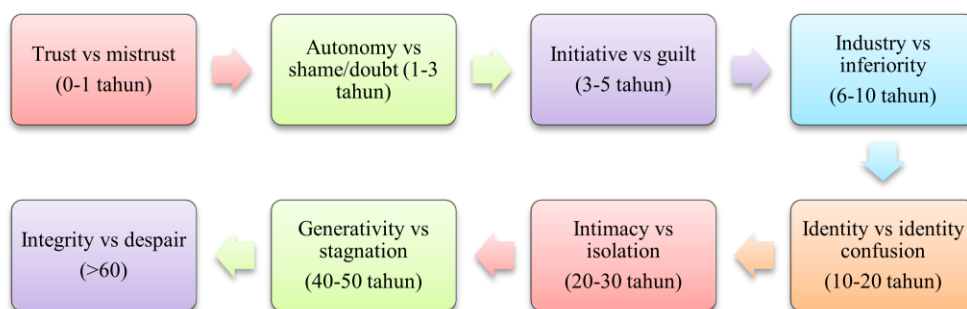 Trust vs mistrust
(0-1 tahun)
Autonomy vs
shame/doubt (1-3
tahun)
Initiative vs guilt
(3-5 tahun)
Industry vs
inferiority
(6-10 tahun)
Identity vs identity
confusion
(10-20 tahun)
Intimacy vs
isolation
(20-30 tahun)
Generativity vs
stagnation
(40-50 tahun)
Integrity vs despair
(>60)